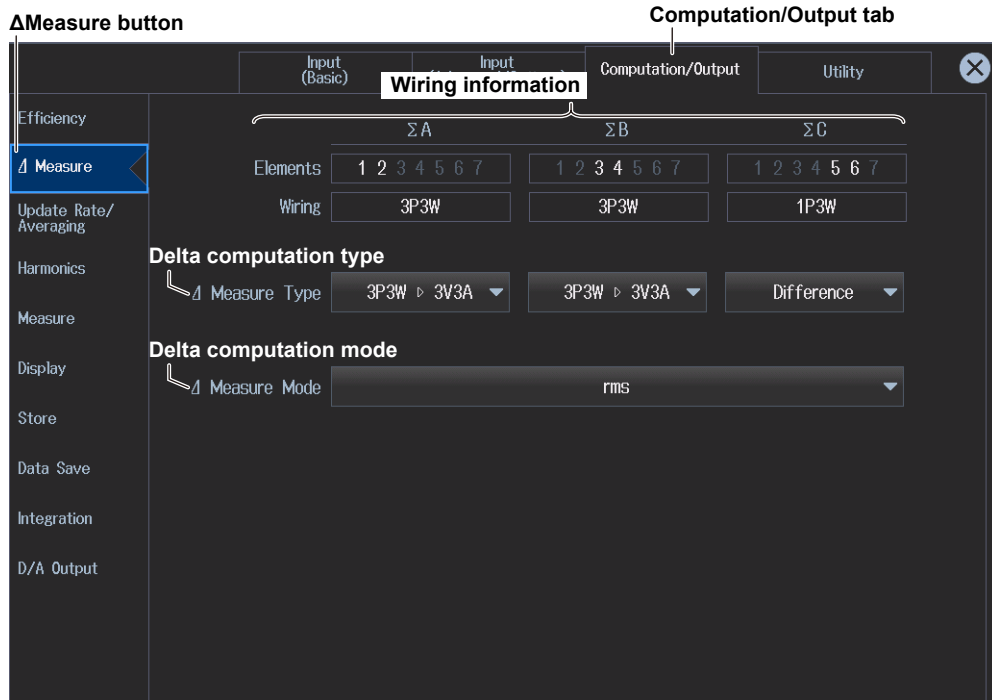 ΔMeasure button
Computation/Output tab
Input
(Basic)
Input
Computation/Output
Utility
Wiring information
Efficiency
Δ Measure
Update Rate/
Averaging
Harmonics
Measure
Display
Store
Data Save
Integration
D/A Output
ΣA ΣB ΣC
Elements 1 2 3 4 5 6 7 1 2 3 4 5 6 7 1 2 3 4 5 6 7
Wiring 3P3W 3P3W 1P3W
Delta computation type
Δ Measure Type 3P3W ▷ 3V3A 3P3W ▷ 3V3A Difference
Delta computation mode
Δ Measure Mode rms